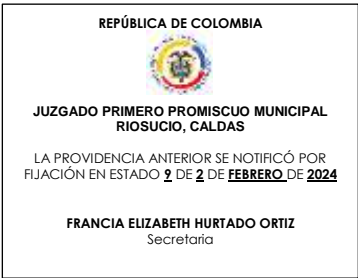 REPÚBLICA DE COLOMBIA
JUZGADO PRIMERO PROMISCUO MUNICIPAL
RIOSUCIO, CALDAS
LA PROVIDENCIA ANTERIOR SE NOTIFICÓ POR
FIJACIÓN EN ESTADO 9 DE 2 DE FEBRERO DE 2024
FRANCIA ELIZABETH HURTADO ORTIZ
Secretaria